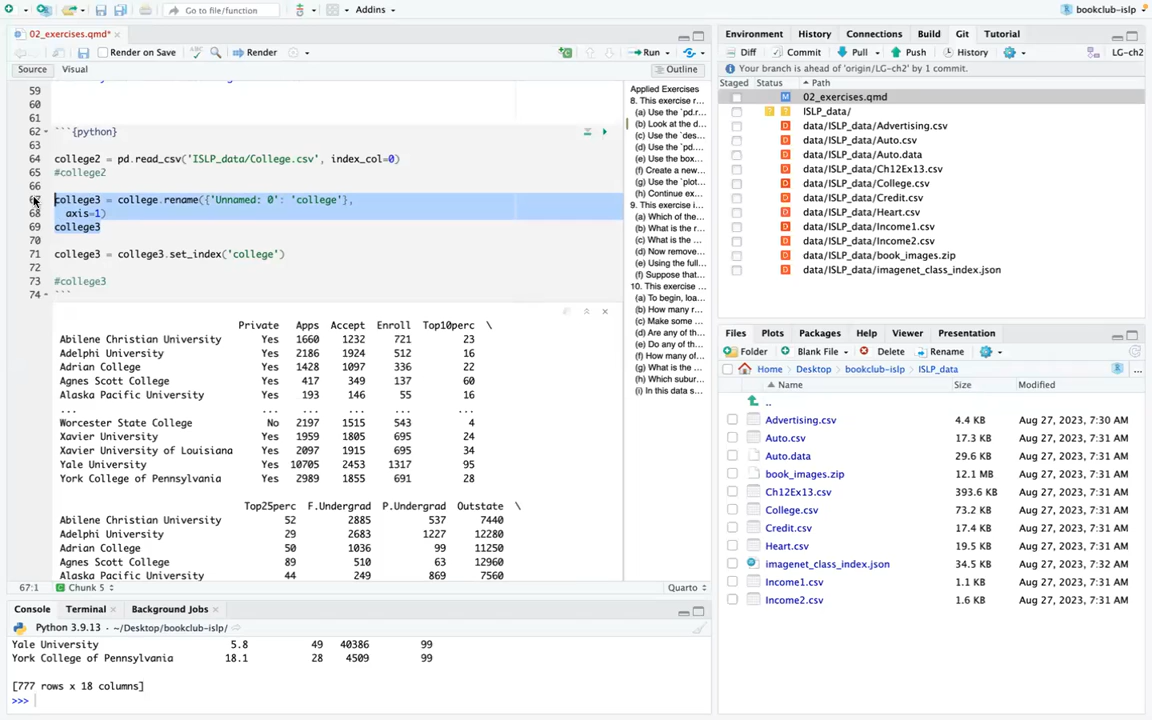 Go to file/function
Addins
bookclub-islp
02_exercises.qmd*
Render on Save
Render
Run
Source
Visual
Outline
59
60
61
62 ```{python}
63
64 college2 = pd.read_csv('ISLP_data/College.csv', index_col=0)
65 #college2
66
college3 = college.rename({'Unnamed: 0': 'college'},
68 axis=1)
69 college3
70
71 college3 = college3.set_index('college')
72
73 #college3
74 ```
Private Apps Accept Enroll Top10perc \
Abilene Christian University Yes 1660 1232 721 23
Adelphi University Yes 2186 1924 512 16
Adrian College Yes 1428 1097 336 22
Agnes Scott College Yes 417 349 137 60
Alaska Pacific University Yes 193 146 55 16
... ... ... ... ... ...
Worcester State College No 2197 1515 543 4
Xavier University Yes 1959 1805 695 24
Xavier University of Louisiana Yes 2097 1915 695 34
Yale University Yes 10705 2453 1317 95
York College of Pennsylvania Yes 2989 1855 691 28
Top25perc F.Undergrad P.Undergrad Outstate \
Abilene Christian University 52 2885 537 7440
Adelphi University 29 2683 1227 12280
Adrian College 50 1036 99 11250
Agnes Scott College 89 510 63 12960
Alaska Pacific University 44 249 869 7560
67:1 Chunk 5
Quarto
Applied Exercises
8. This exercise r...
(a) Use the `pd.r...
(b) Look at the d...
(c) Use the `des...
(d) Use the `pd....
(e) Use the `box...
(f) Create a new...
(g) Use the `plot...
(h) Continue ex...
9. This exercise i...
(a) Which of the...
(b) What is the r...
(c) What is the...
(d) Now remove...
(e) Using the full...
(f) Suppose that...
10. This exercise ...
(a) To begin, loa...
(b) How many r...
(c) Make some ...
(d) Are any of th...
(e) Do any of th...
(f) How many of...
(g) What is the ...
(h) Which subur...
(i) In this data s...
Console
Terminal
Background Jobs
Python 3.9.13 · ~/Desktop/bookclub-islp/
Yale University 5.8 49 40386 99
York College of Pennsylvania 18.1 28 4509 99
[777 rows x 18 columns]
>>>
Environment
History
Connections
Build
Git
Tutorial
Diff
Commit
Pull
Push
History
LG-ch2
Your branch is ahead of 'origin/LG-ch2' by 1 commit.
Staged Status Path
M 02_exercises.qmd
? ? ISLP_data/
D data/ISLP_data/Advertising.csv
D data/ISLP_data/Auto.csv
D data/ISLP_data/Auto.data
D data/ISLP_data/Ch12Ex13.csv
D data/ISLP_data/College.csv
D data/ISLP_data/Credit.csv
D data/ISLP_data/Heart.csv
D data/ISLP_data/Income1.csv
D data/ISLP_data/Income2.csv
D data/ISLP_data/book_images.zip
D data/ISLP_data/imagenet_class_index.json
Files
Plots
Packages
Help
Viewer
Presentation
Folder
Blank File
Delete
Rename
Home
Desktop
bookclub-islp
ISLP_data
...
Name Size Modified
..
Advertising.csv 4.4 KB Aug 27, 2023, 7:30 AM
Auto.csv 17.3 KB Aug 27, 2023, 7:31 AM
Auto.data 29.6 KB Aug 27, 2023, 7:31 AM
book_images.zip 12.1 MB Aug 27, 2023, 7:31 AM
Ch12Ex13.csv 393.6 KB Aug 27, 2023, 7:31 AM
College.csv 73.2 KB Aug 27, 2023, 7:31 AM
Credit.csv 17.4 KB Aug 27, 2023, 7:31 AM
Heart.csv 19.5 KB Aug 27, 2023, 7:31 AM
imagenet_class_index.json 34.5 KB Aug 27, 2023, 7:32 AM
Income1.csv 1.1 KB Aug 27, 2023, 7:31 AM
Income2.csv 1.6 KB Aug 27, 2023, 7:31 AM